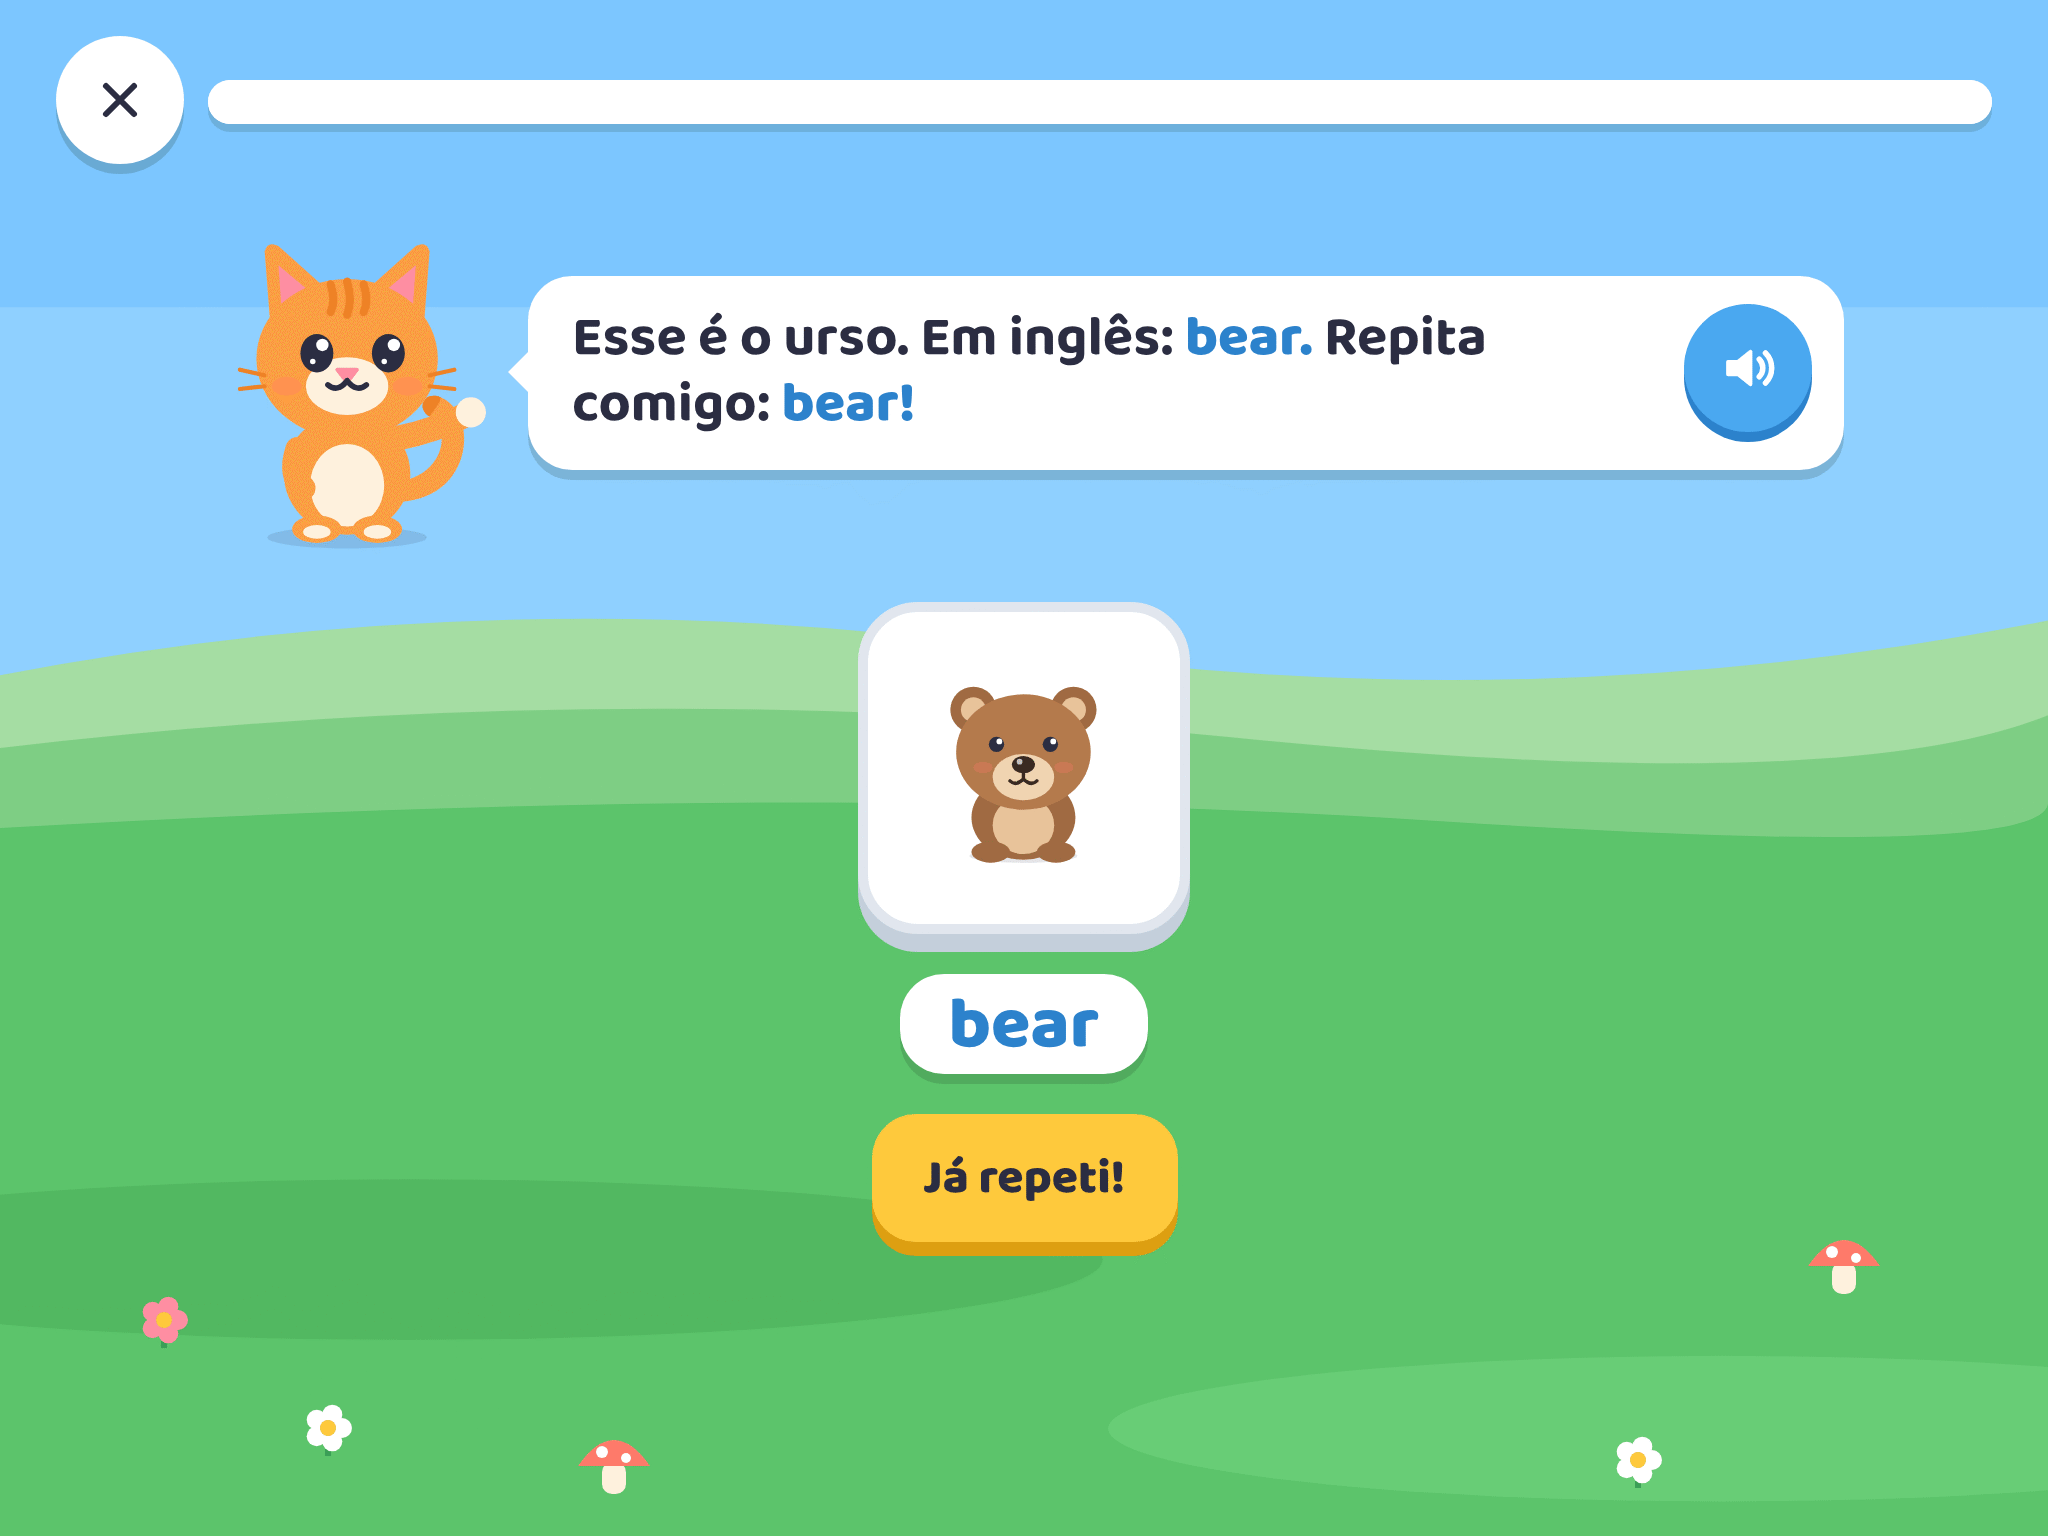 Esse é o urso. Em inglês: bear. Repita
comigo: bear!
bear
Já repeti!